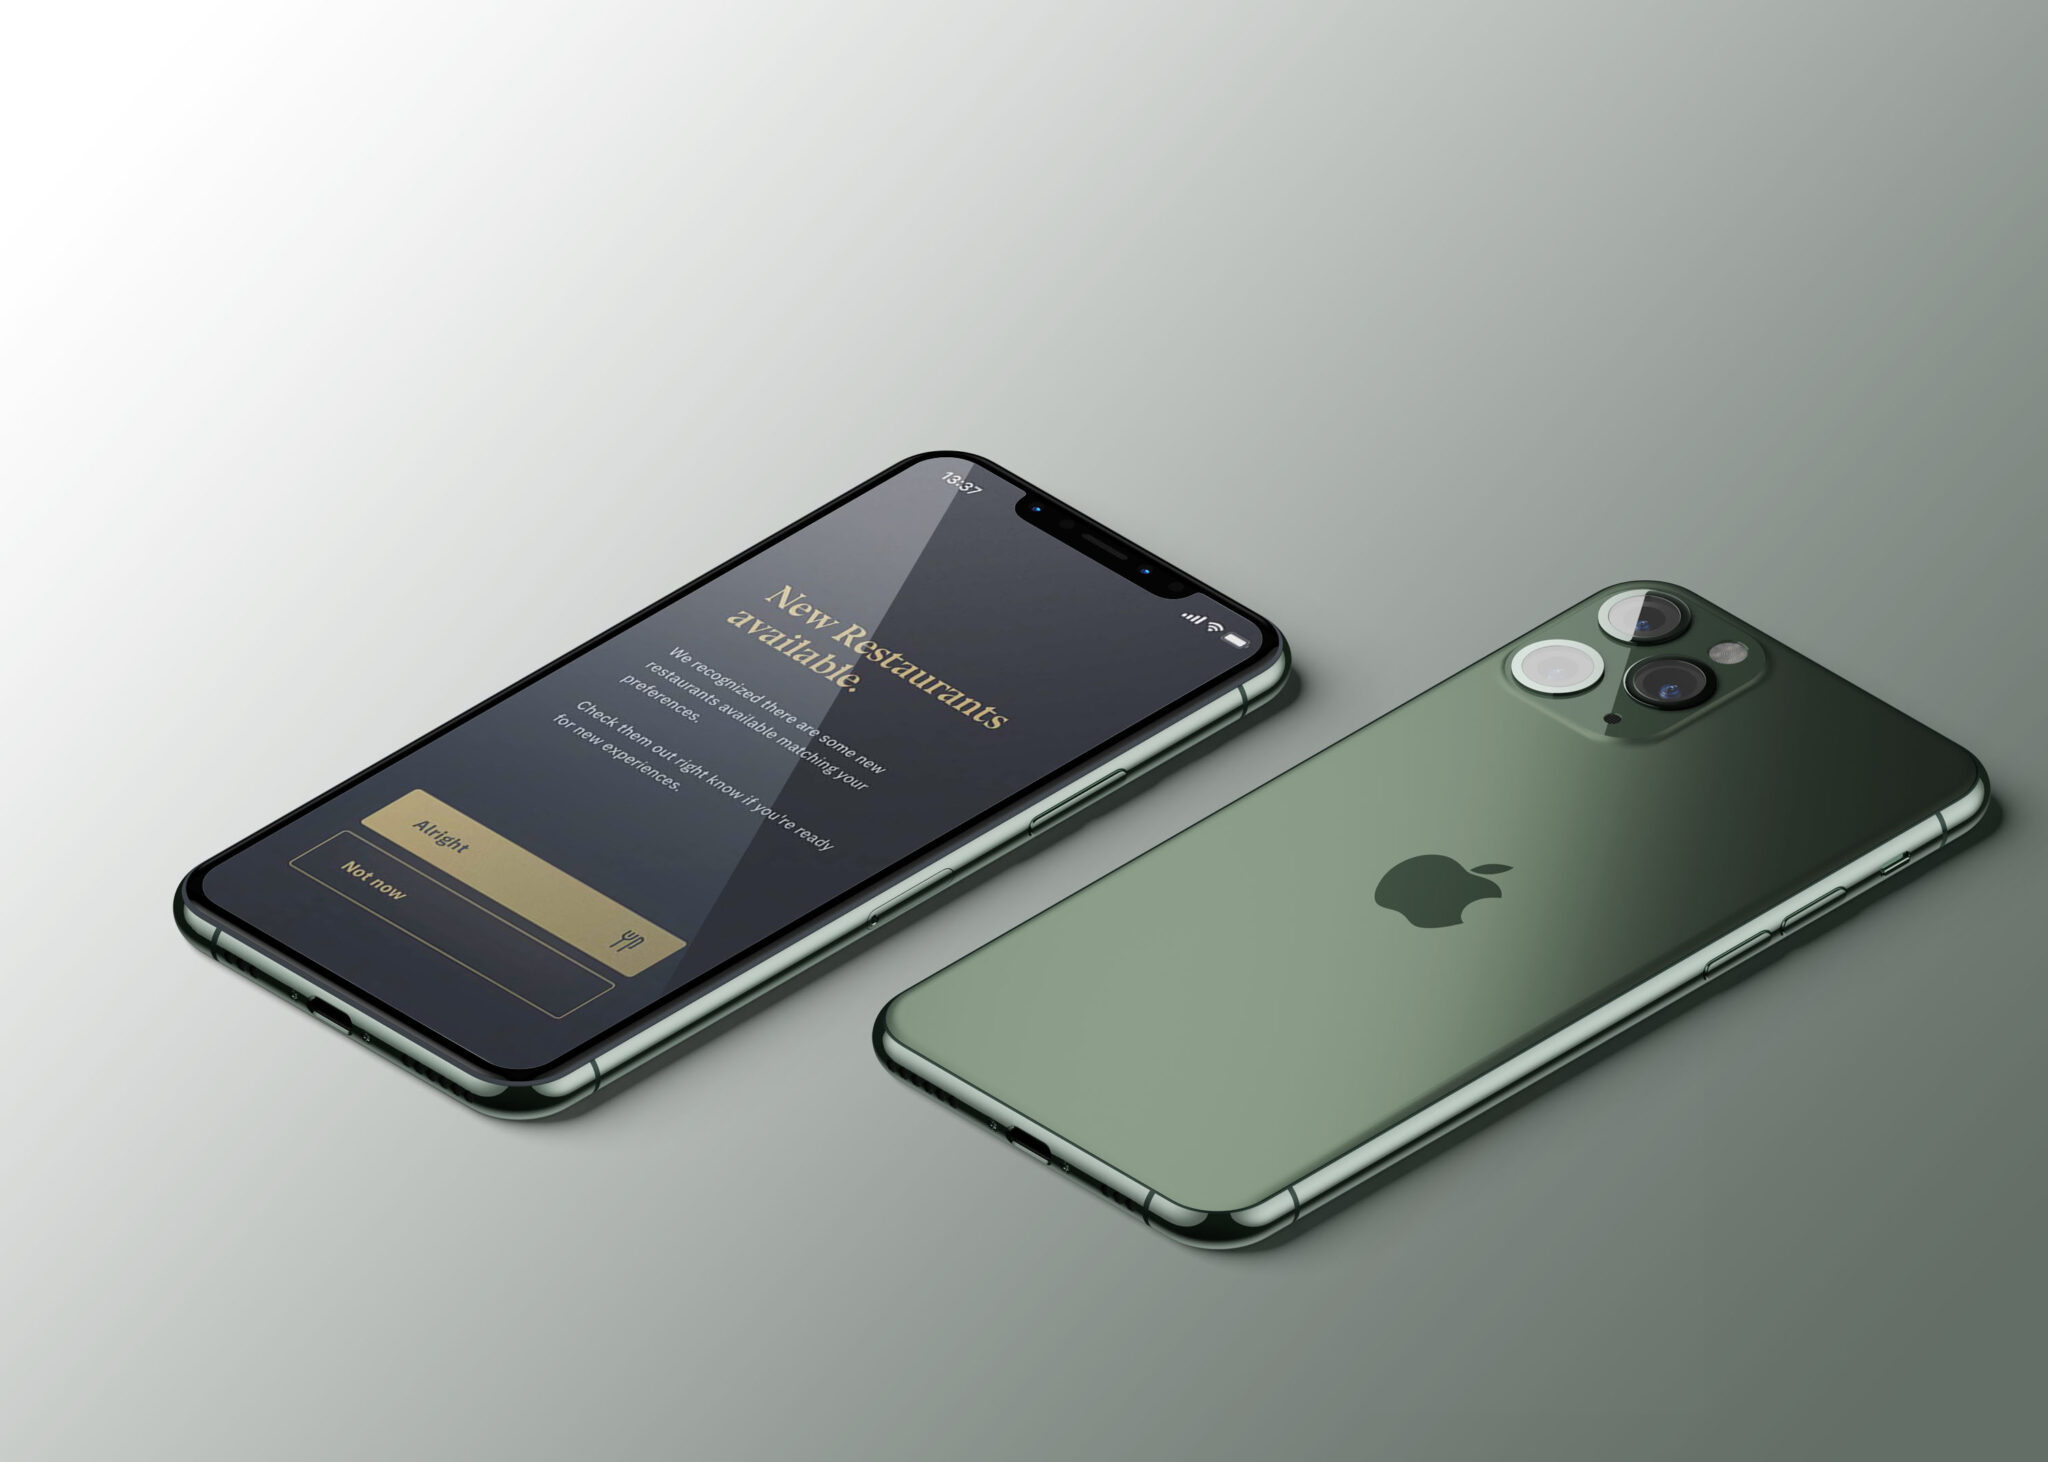 13:37
New Restaurants
available.
We recognized there are some new
restaurants available matching your
preferences.
Check them out right know if you're ready
for new experiences.
Alright
Not now